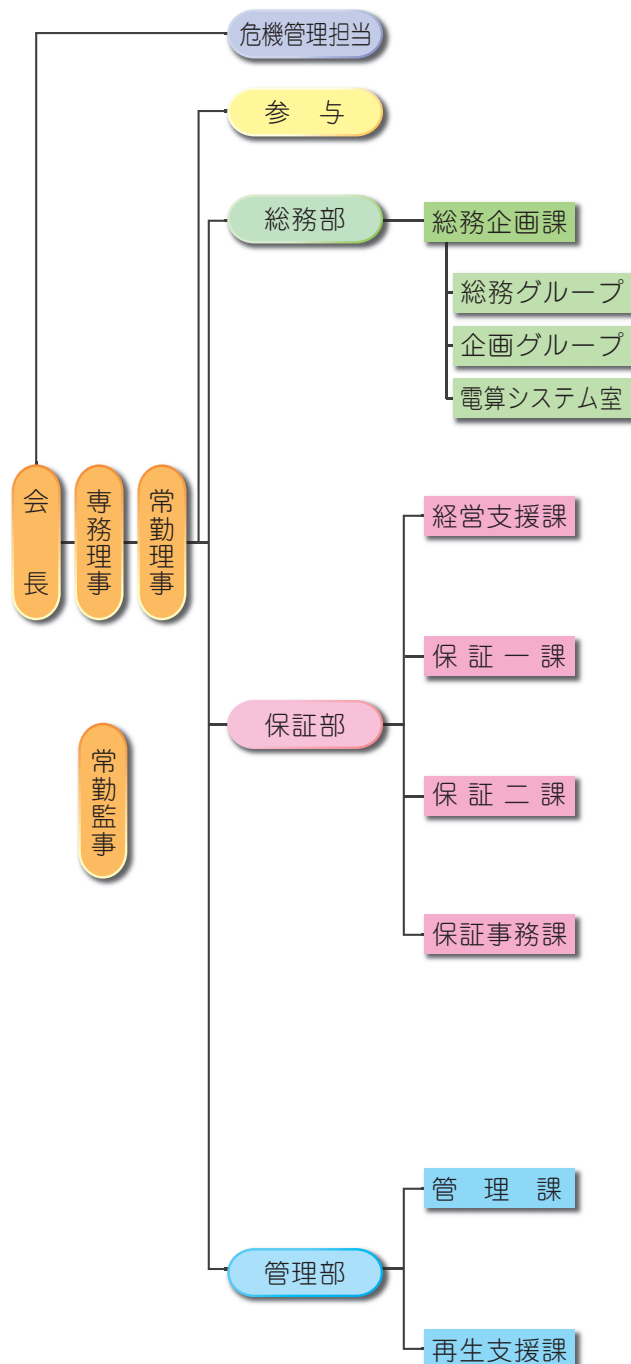 危機管理担当
参　与
総務部
総務企画課
総務グループ
企画グループ
電算システム室
会　長
専務理事
常勤理事
常勤監事
経営支援課
保証一課
保証部
保証二課
保証事務課
管　理　課
管理部
再生支援課